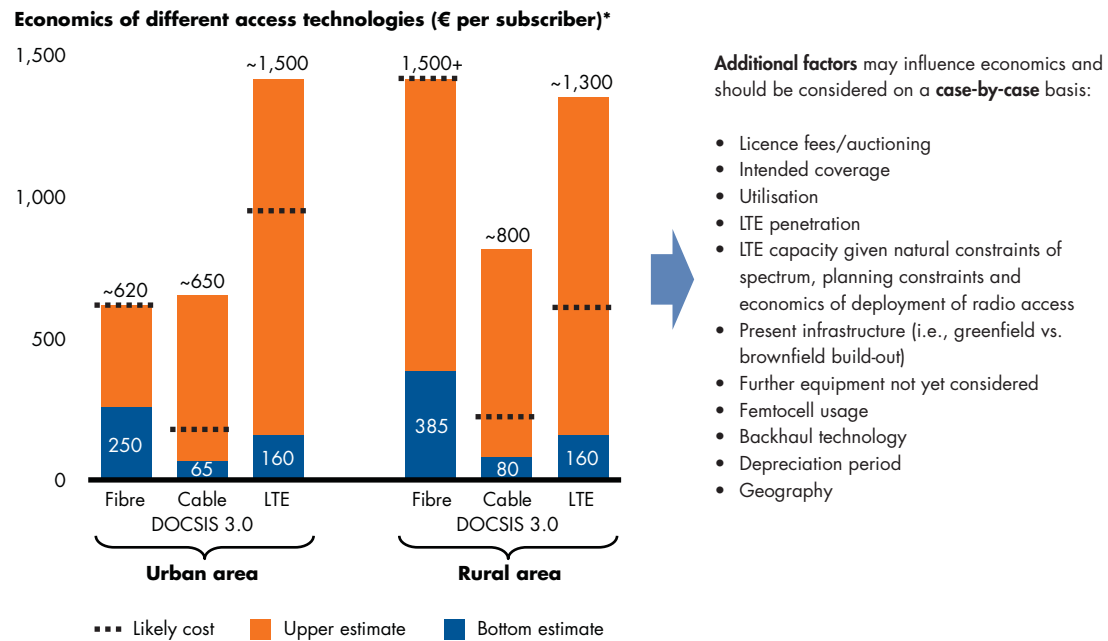 Economics of different access technologies (€ per subscriber)*
1,500
1,000
500
0
~620
~650
~1,500
1,500+
~800
~1,300
250
65
160
385
80
160
Fibre
Cable
LTE
DOCSIS 3.0
Urban area
Fibre
Cable
LTE
DOCSIS 3.0
Rural area
Likely cost
Upper estimate
Bottom estimate
Additional factors may influence economics and
should be considered on a case-by-case basis:
• Licence fees/auctioning
• Intended coverage
• Utilisation
• LTE penetration
• LTE capacity given natural constraints of
spectrum, planning constraints and
economics of deployment of radio access
• Present infrastructure (i.e., greenfield vs.
brownfield build-out)
• Further equipment not yet considered
• Femtocell usage
• Backhaul technology
• Depreciation period
• Geography